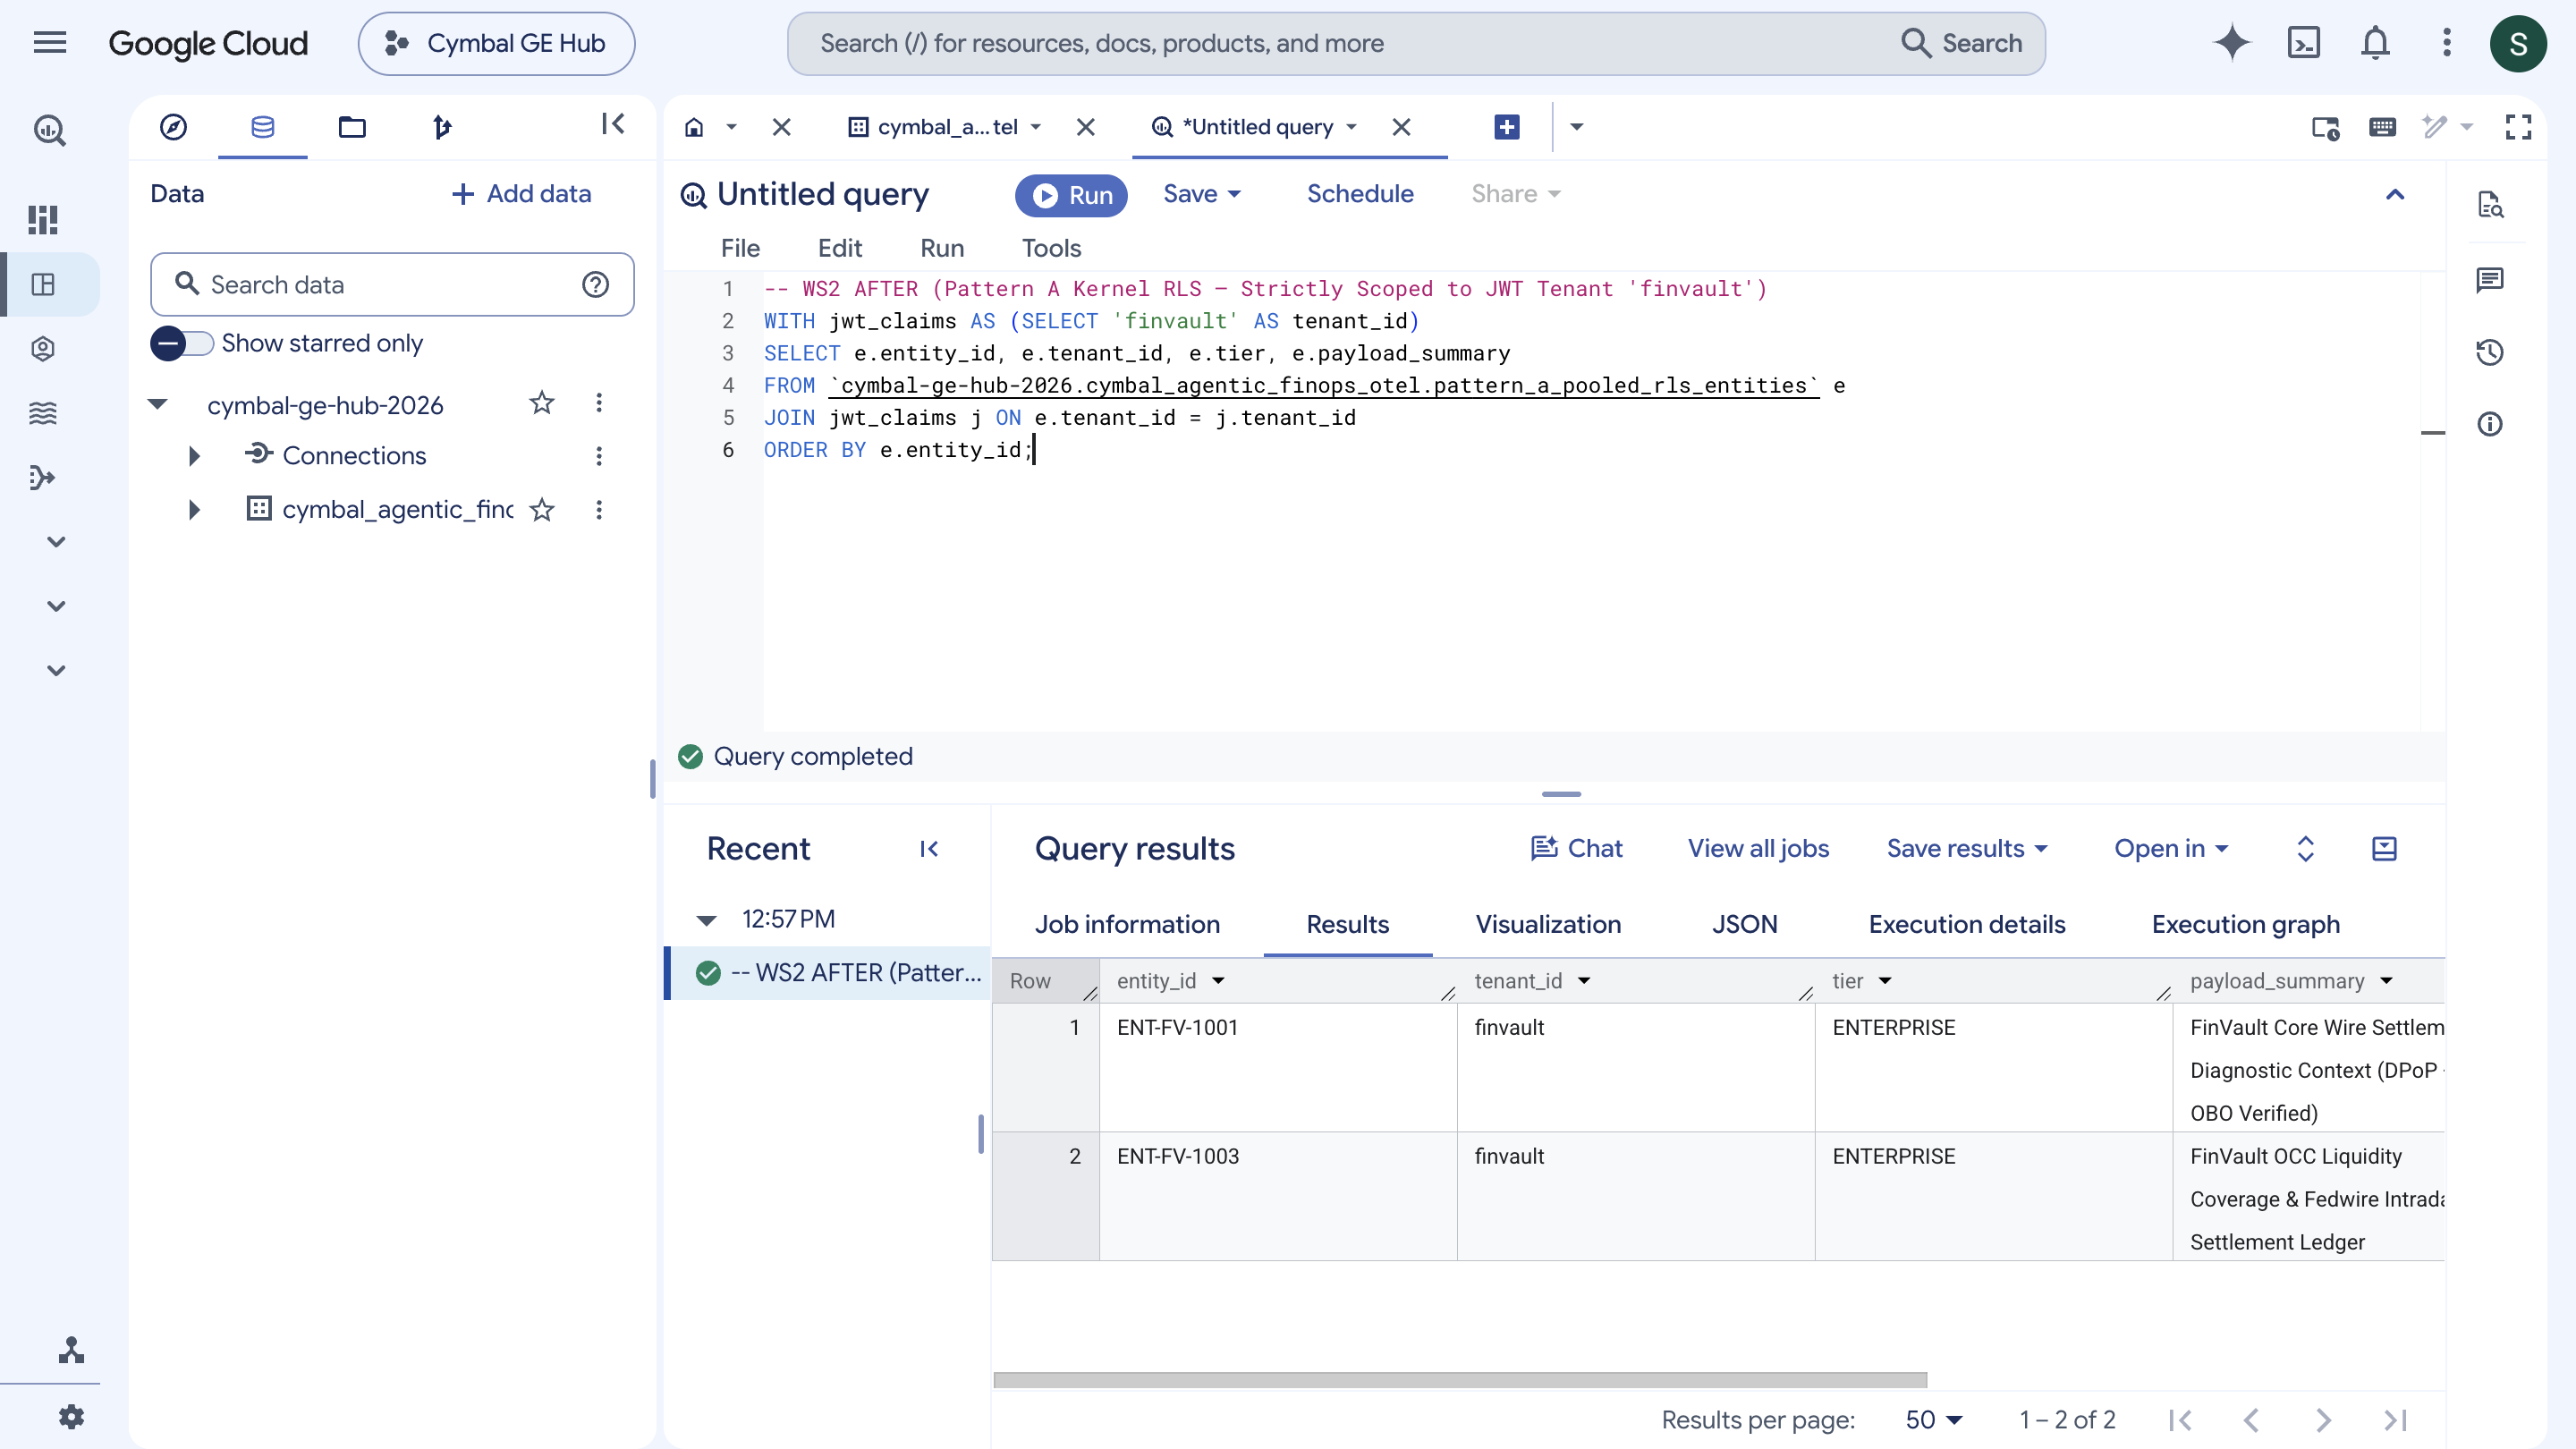 Google Cloud
Cymbal GE Hub
Search (/) for resources, docs, products, and more
Search
S
cymbal_a...tel
*Untitled query
Data
Add data
Untitled query
Run
Save
Schedule
Share
File
Edit
Run
Tools
Search data
Show starred only
cymbal-ge-hub-2026
Connections
cymbal_agentic_finc
1 -- WS2 AFTER (Pattern A Kernel RLS – Strictly Scoped to JWT Tenant 'finvault')
2 WITH jwt_claims AS (SELECT 'finvault' AS tenant_id)
3 SELECT e.entity_id, e.tenant_id, e.tier, e.payload_summary
4 FROM `cymbal-ge-hub-2026.cymbal_agentic_finops_otel.pattern_a_pooled_rls_entities` e
5 JOIN jwt_claims j ON e.tenant_id = j.tenant_id
6 ORDER BY e.entity_id;
Query completed
Recent
12:57 PM
-- WS2 AFTER (Patter...
Query results
Chat
View all jobs
Save results
Open in
Job information
Results
Visualization
JSON
Execution details
Execution graph
Row entity_id tenant_id tier payload_summary
1 ENT-FV-1001 finvault ENTERPRISE FinVault Core Wire Settlem
Diagnostic Context (DPoP
OBO Verified)
2 ENT-FV-1003 finvault ENTERPRISE FinVault OCC Liquidity
Coverage & Fedwire Intrada
Settlement Ledger
Results per page:
50
1 – 2 of 2